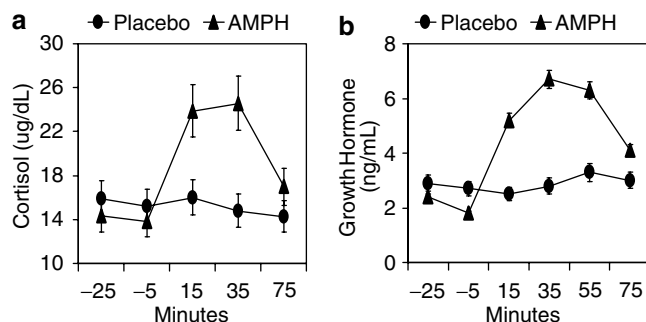 a
Placebo AMPH
Cortisol (ug/dL)
30
26
22
18
14
10
–25 –5 15 35 75
Minutes
b
Placebo AMPH
Growth Hormone
(ng/mL)
8
6
4
2
0
–25 –5 15 35 55 75
Minutes